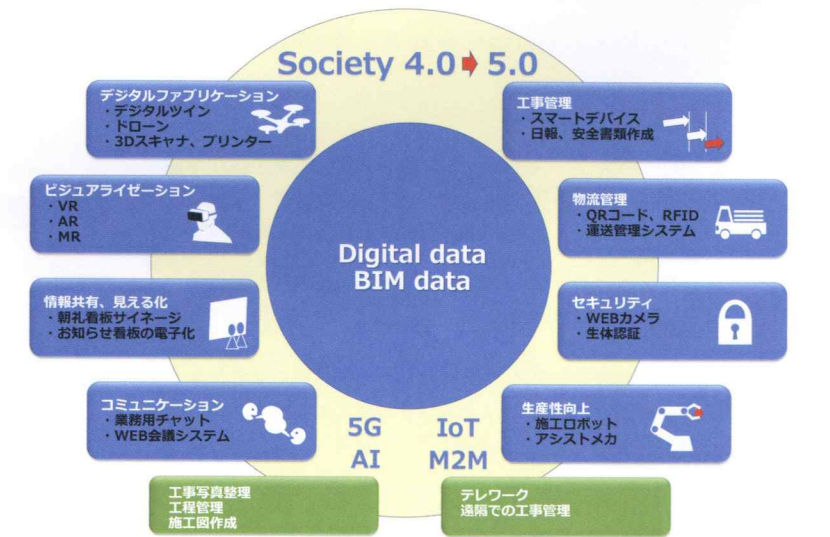 Society 4.0 5.0
デジタルファブリケーション
・デジタルツイン
・ドローン
・3Dスキャナ、プリンター
ビジュアライゼーション
・VR
・AR
・MR
情報共有、見える化
・朝礼看板サイネージ
・お知らせ看板の電子化
コミュニケーション
・業務用チャット
・WEB会議システム
Digital data
BIM data
工事管理
・スマートデバイス
・日報、安全書類作成
物流管理
・QRコード、RFID
・運送管理システム
セキュリティ
・WEBカメラ
・生体認証
生産性向上
・施工ロボット
・アシストメカ
5G IoT
AI M2M
工事写真整理
工程管理
施工図作成
テレワーク
遠隔での工事管理